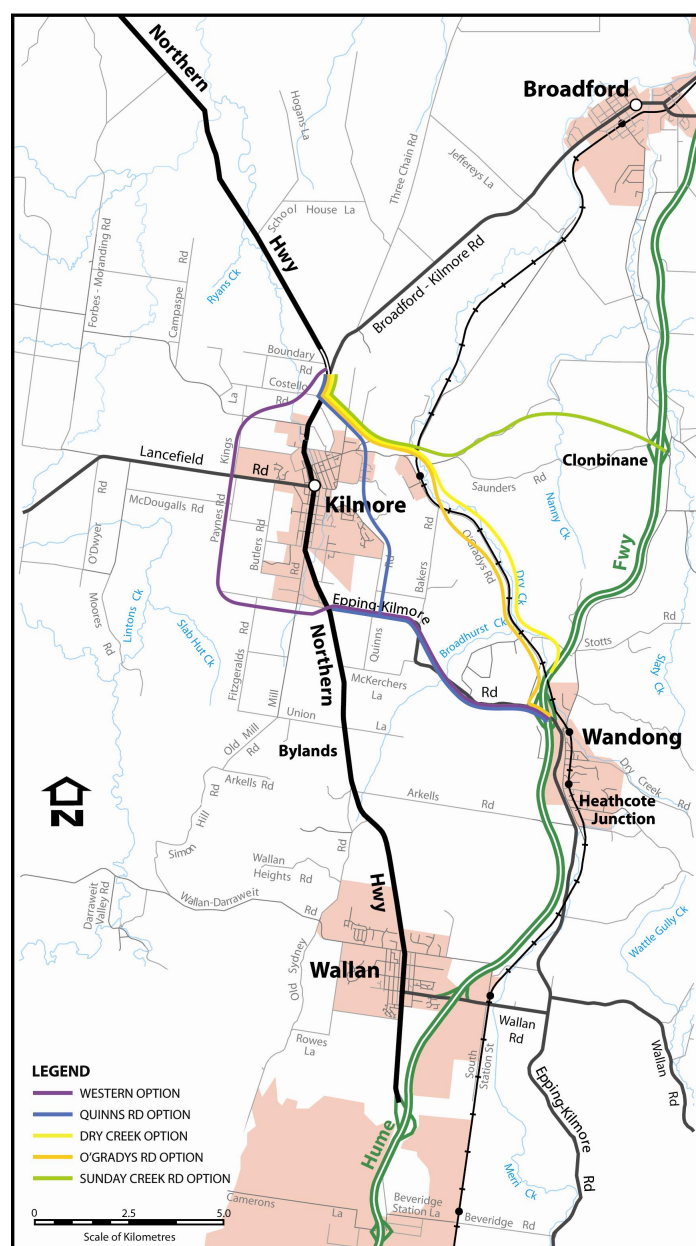 Northern
Broadford
Hogans La
Three Chain Rd
Jeffereys La
School House La
Hwy
Forbes - Moranding Rd
Campaspe Rd
Ryans Ck
Broadford - Kilmore Rd
Boundary
Rd
Costello
Rd
La
Kings
Lancefield
Rd
Clonbinane
Saunders Rd
Nanny Ck
Kilmore
McDougalls Rd
Paynes Rd
O'Dwyer Rd
Butlers Rd
Rd
Bakers Rd
O'Gradys Rd
Dry Ck
Fwy
Moores Rd
Lintons Ck
Slab Hut Ck
Epping-Kilmore
Broadhurst Ck
Stotts Rd
Slaty Ck
Fitzgeralds Rd
Northern
Quinns
McKerchers
La
Rd
Mill
Union La
Old Mill
Rd
Bylands
Wandong
Dry Creek Rd
Arkells Rd
Arkells Rd
Heathcote
Junction
N
Simon Hill Rd
Wallan
Heights Rd
Rd
Hwy
Wallan-Darraweit
Rd
Darraweit
Valley Rd
Wattle Gully Ck
Old Sydney
Wallan
Wallan
Rd
Rowes
La
South
Station St
Wallan Rd
Epping-Kilmore
Rd
LEGEND
WESTERN OPTION
QUINNS RD OPTION
DRY CREEK OPTION
O'GRADYS RD OPTION
SUNDAY CREEK RD OPTION
Hume
Merri Ck
Camerons La
Beveridge
Station La
Beveridge Rd
0 2.5 5.0
Scale of Kilometres